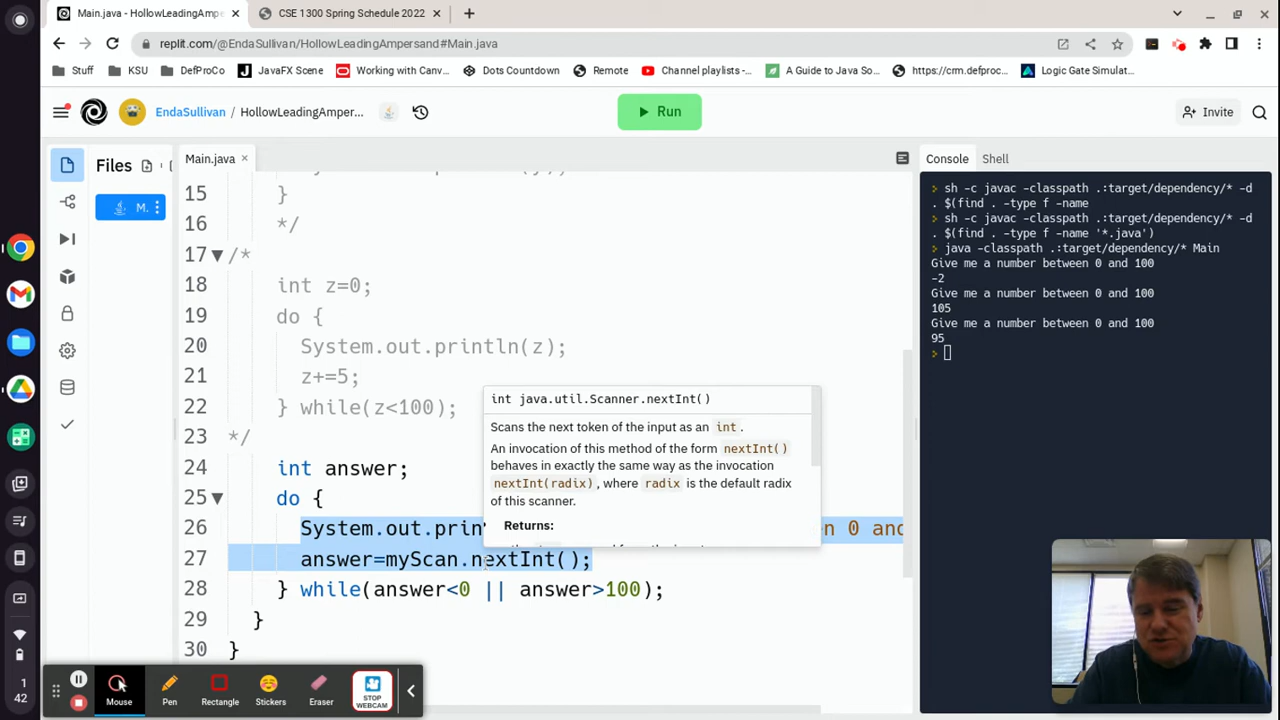 Main.java - HollowLeadingAmpe
CSE 1300 Spring Schedule 2022
replit.com/@EndaSullivan/HollowLeadingAmpersand#Main.java
Stuff
KSU
DefProCo
JavaFX Scene
Working with Canv...
Dots Countdown
Remote
Channel playlists -...
A Guide to Java So...
https://crm.defproc...
Logic Gate Simulat...
EndaSullivan / HollowLeadingAmper...
Run
Invite
Files
M.
Main.java
Console
Shell
15 }
16 */
17 /*
18 int z=0;
19 do {
20 System.out.println(z);
21 z+=5;
22 } while(z<100);
23 */
24 int answer;
25 do {
26 System.out.prin
n 0 and
27 answer=myScan.nextInt();
28 } while(answer<0 || answer>100);
29 }
30 }
int java.util.Scanner.nextInt()
Scans the next token of the input as an int.
An invocation of this method of the form nextInt()
behaves in exactly the same way as the invocation
nextInt(radix), where radix is the default radix
of this scanner.
Returns:
sh -c javac -classpath .:target/dependency/* -d
. $(find . -type f -name
sh -c javac -classpath .:target/dependency/* -d
. $(find . -type f -name '*.java')
java -classpath .:target/dependency/* Main
Give me a number between 0 and 100
-2
Give me a number between 0 and 100
105
Give me a number between 0 and 100
95
1
42
Mouse
Pen
Rectangle
Stickers
Eraser
STOP
WEBCAM